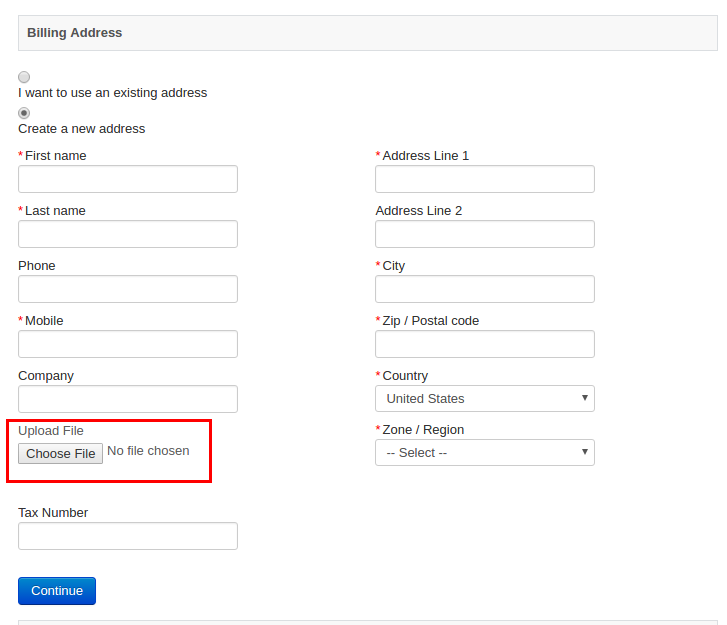 Billing Address
I want to use an existing address
Create a new address
* First name
* Last name
Phone
* Mobile
Company
Upload File
Choose File No file chosen
Tax Number
* Address Line 1
Address Line 2
* City
* Zip / Postal code
* Country
United States
* Zone / Region
-- Select --
Continue